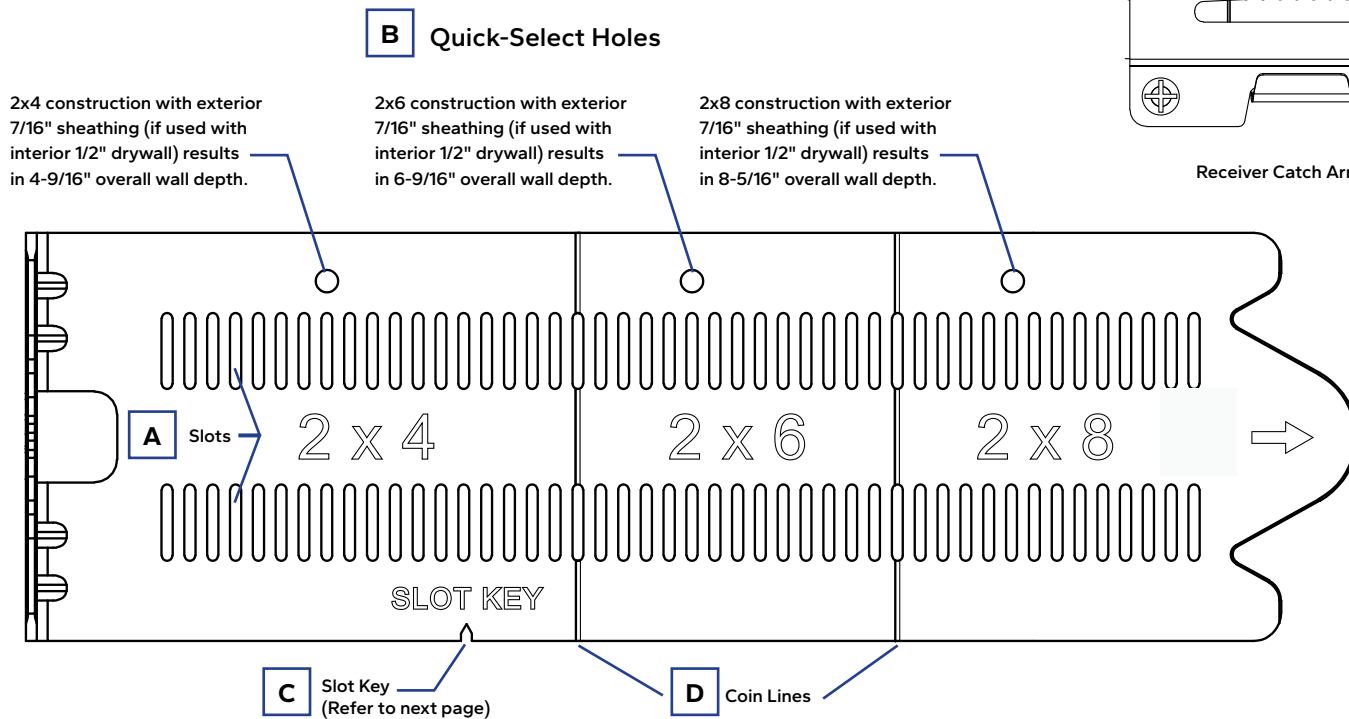 B Quick-Select Holes
2x4 construction with exterior
7/16" sheathing (if used with
interior 1/2" drywall) results
in 4-9/16" overall wall depth.
2x6 construction with exterior
7/16" sheathing (if used with
interior 1/2" drywall) results
in 6-9/16" overall wall depth.
2x8 construction with exterior
7/16" sheathing (if used with
interior 1/2" drywall) results
in 8-5/16" overall wall depth.
Receiver Catch
A Slots
2 x 4
2 x 6
2 x 8
SLOT KEY
C Slot Key
(Refer to next page)
D Coin Lines